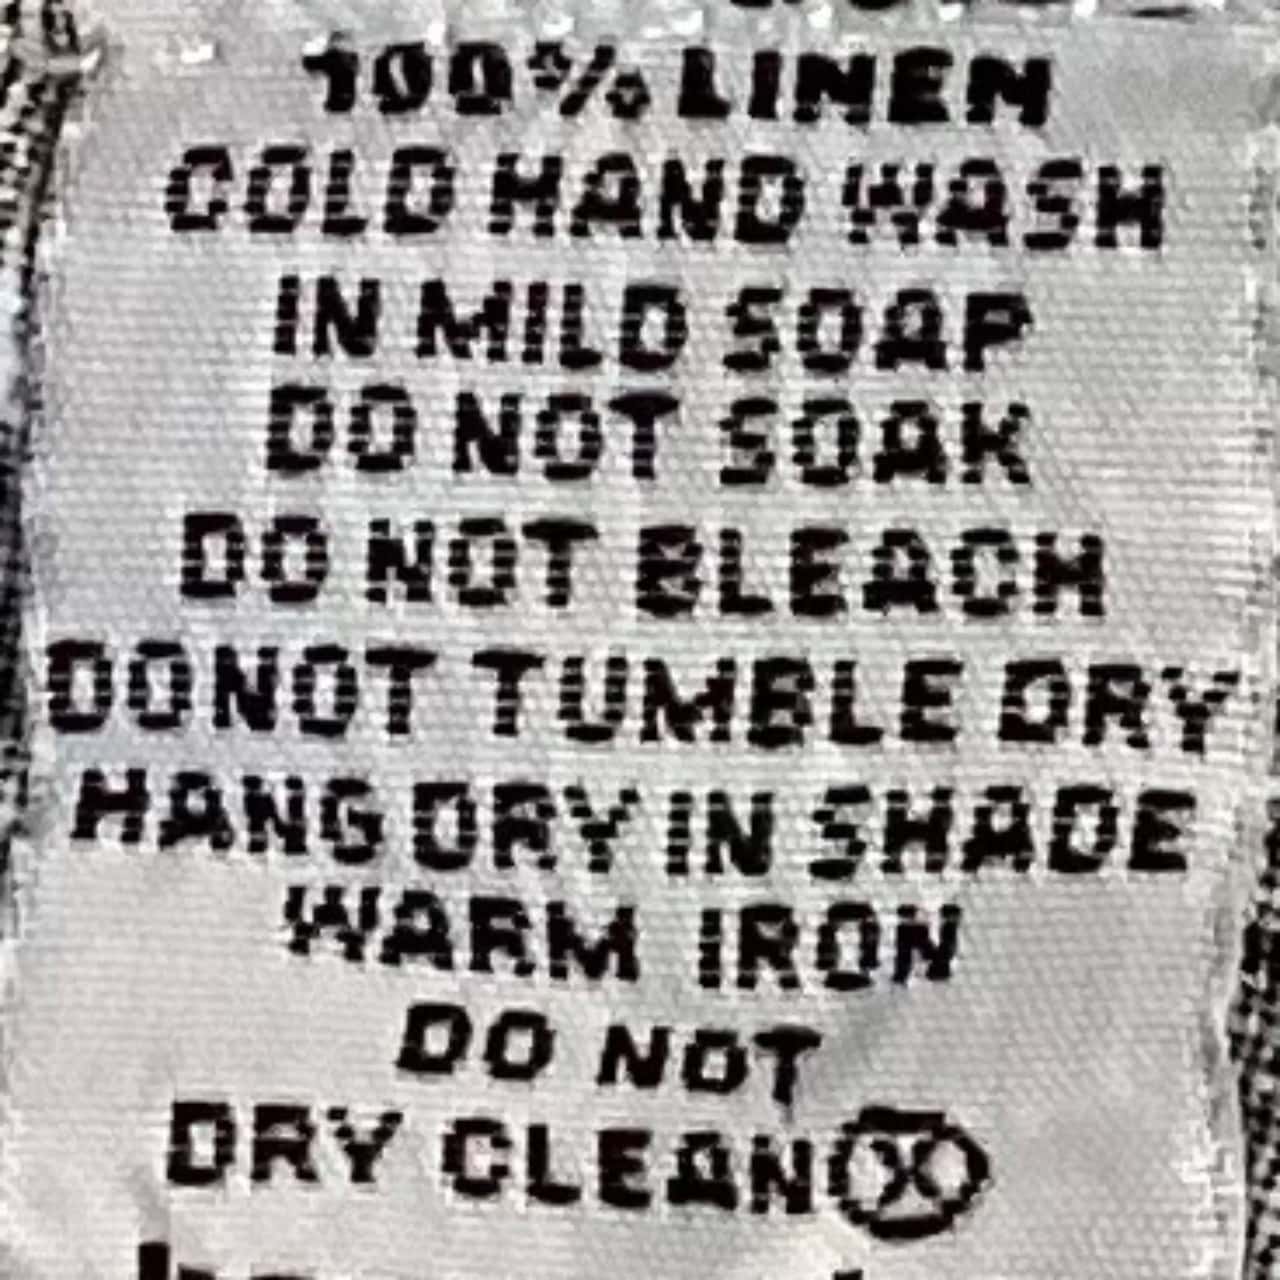 100% LINEN
COLD HAND WASH
IN MILD SOAP
DO NOT SOAK
DO NOT BLEACH
DONOT TUMBLE DRY
HANG DRY IN SHADE
WARM IRON
DO NOT
DRY CLEAN Ⓧ